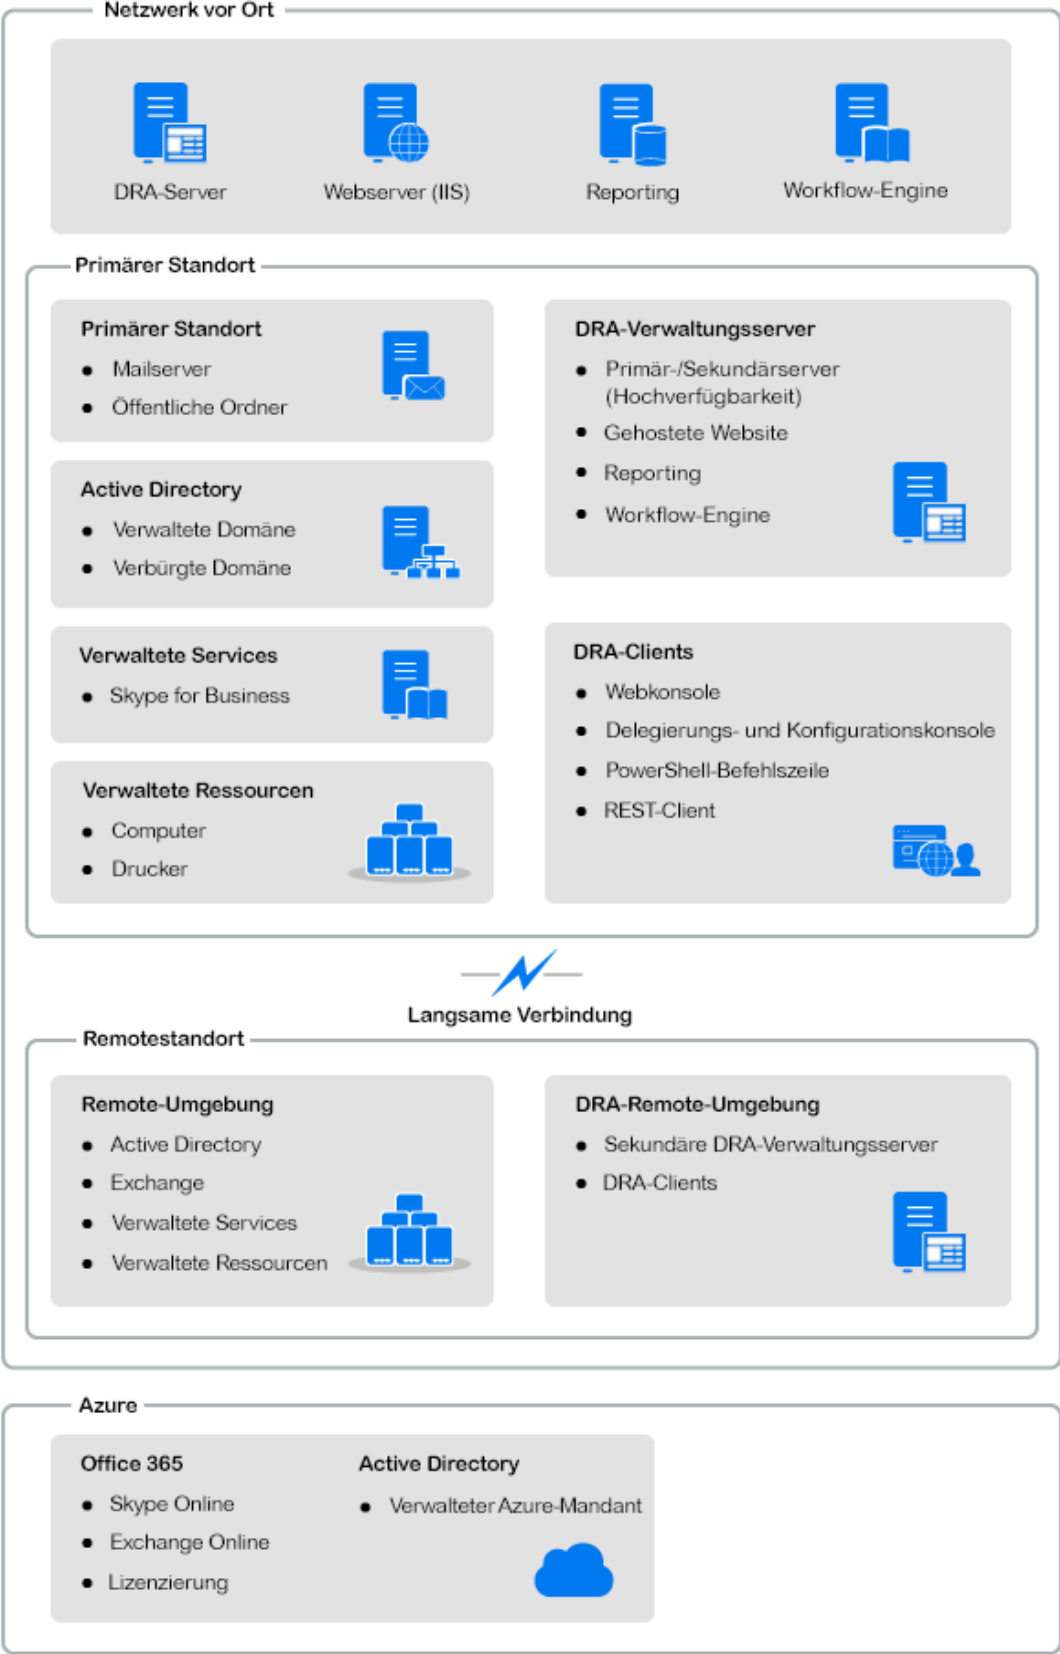 Netzwerk vor Ort
DRA-Server
Webserver (IIS)
Reporting
Workflow-Engine
Primärer Standort
Primärer Standort
● Mailserver
● Öffentliche Ordner
Active Directory
● Verwaltete Domäne
● Verbürgte Domäne
Verwaltete Services
● Skype for Business
Verwaltete Ressourcen
● Computer
● Drucker
DRA-Verwaltungsserver
● Primär-/Sekundärserver
(Hochverfügbarkeit)
● Gehostete Website
● Reporting
● Workflow-Engine
DRA-Clients
● Webkonsole
● Delegierungs- und Konfigurationskonsole
● PowerShell-Befehlszeile
● REST-Client
Langsame Verbindung
Remotestandort
Remote-Umgebung
● Active Directory
● Exchange
● Verwaltete Services
● Verwaltete Ressourcen
DRA-Remote-Umgebung
● Sekundäre DRA-Verwaltungsserver
● DRA-Clients
Azure
Office 365
● Skype Online
● Exchange Online
● Lizenzierung
Active Directory
● Verwalteter Azure-Mandant